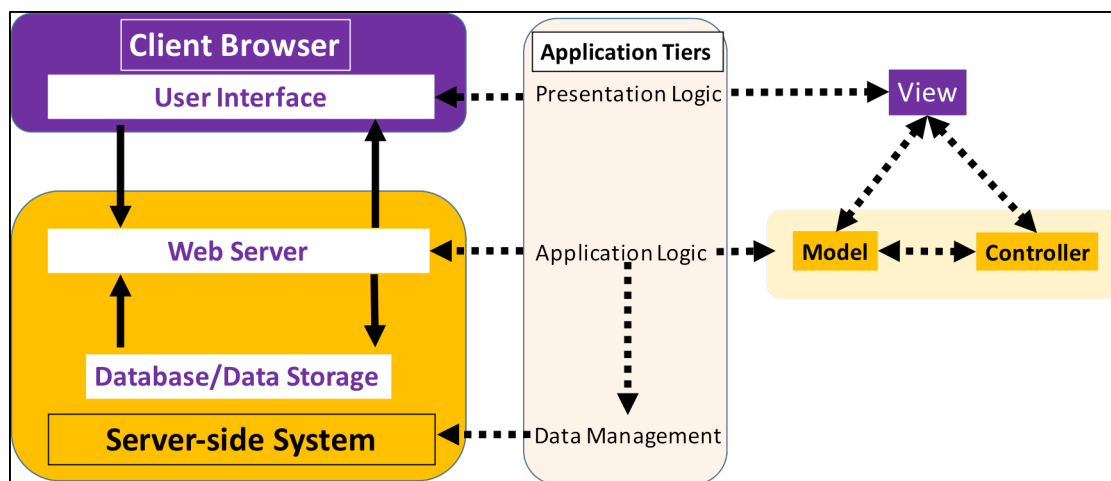 Client Browser
User Interface
Web Server
Database/Data Storage
Server-side System
Application Tiers
Presentation Logic
Application Logic
Data Management
View
Model
Controller